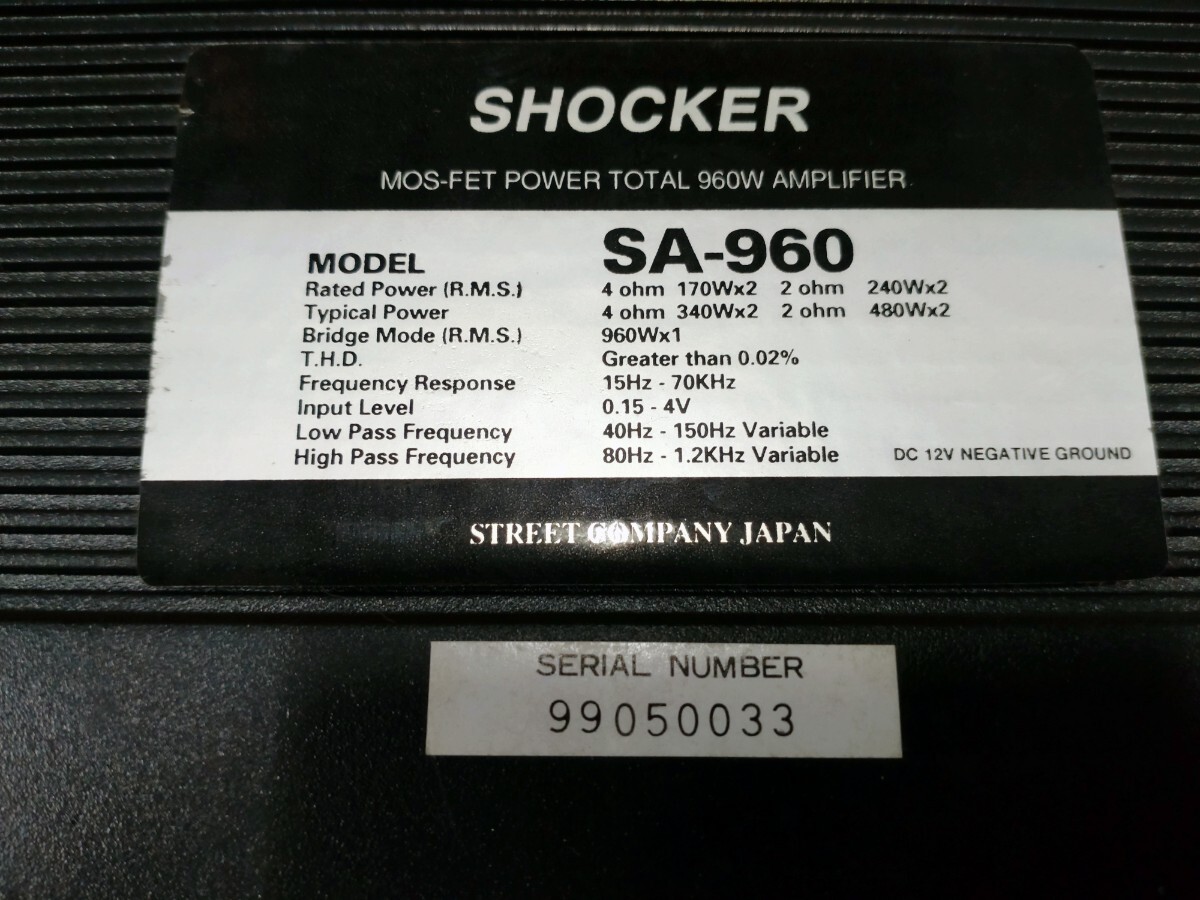 SHOCKER
MOS-FET POWER TOTAL 960W AMPLIFIER
MODEL SA-960
Rated Power (R.M.S.) 4 ohm 170Wx2 2 ohm 240Wx2
Typical Power 4 ohm 340Wx2 2 ohm 480Wx2
Bridge Mode (R.M.S.) 960Wx1
T.H.D. Greater than 0.02%
Frequency Response 15Hz - 70KHz
Input Level 0.15 - 4V
Low Pass Frequency 40Hz - 150Hz Variable
High Pass Frequency 80Hz - 1.2KHz Variable DC 12V NEGATIVE GROUND
STREET COMPANY JAPAN
SERIAL NUMBER
99050033